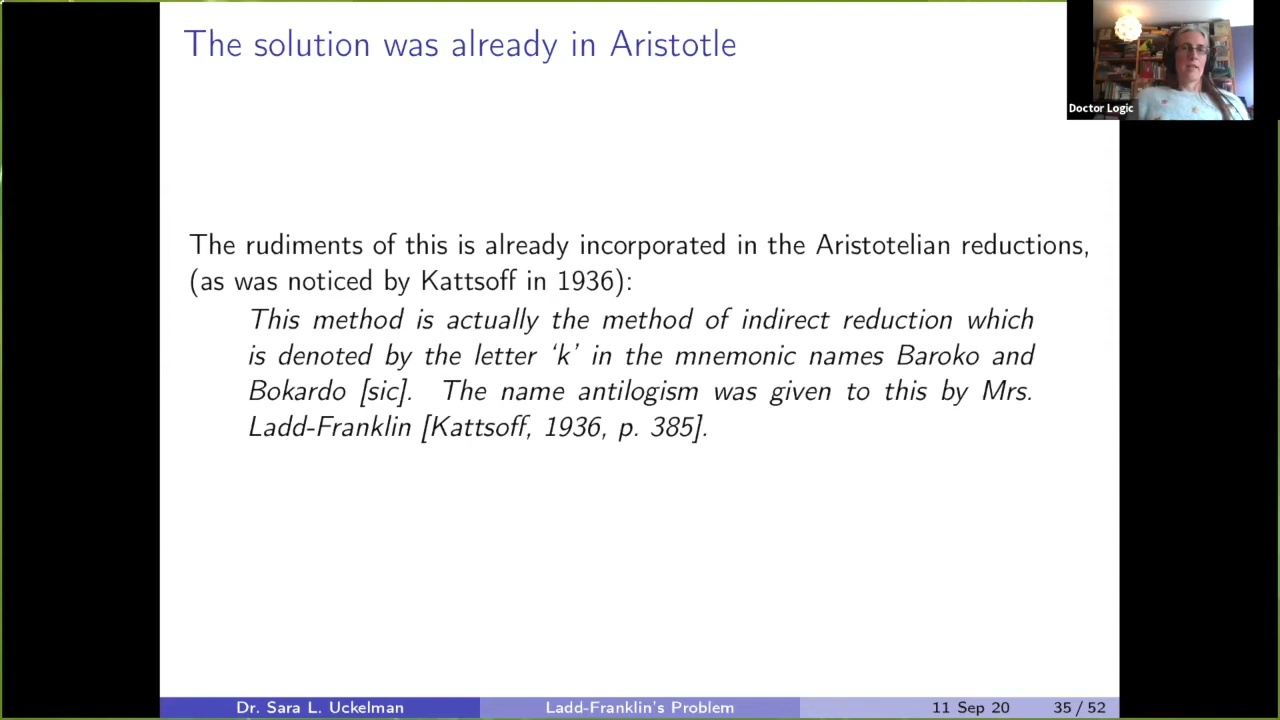 The solution was already in Aristotle
Doctor Logic
The rudiments of this is already incorporated in the Aristotelian reductions,
(as was noticed by Kattsoff in 1936):
This method is actually the method of indirect reduction which
is denoted by the letter ‘k’ in the mnemonic names Baroko and
Bokardo [sic]. The name antilogism was given to this by Mrs.
Ladd-Franklin [Kattsoff, 1936, p. 385].
Dr. Sara L. Uckelman Ladd-Franklin's Problem 11 Sep 20 35 / 52